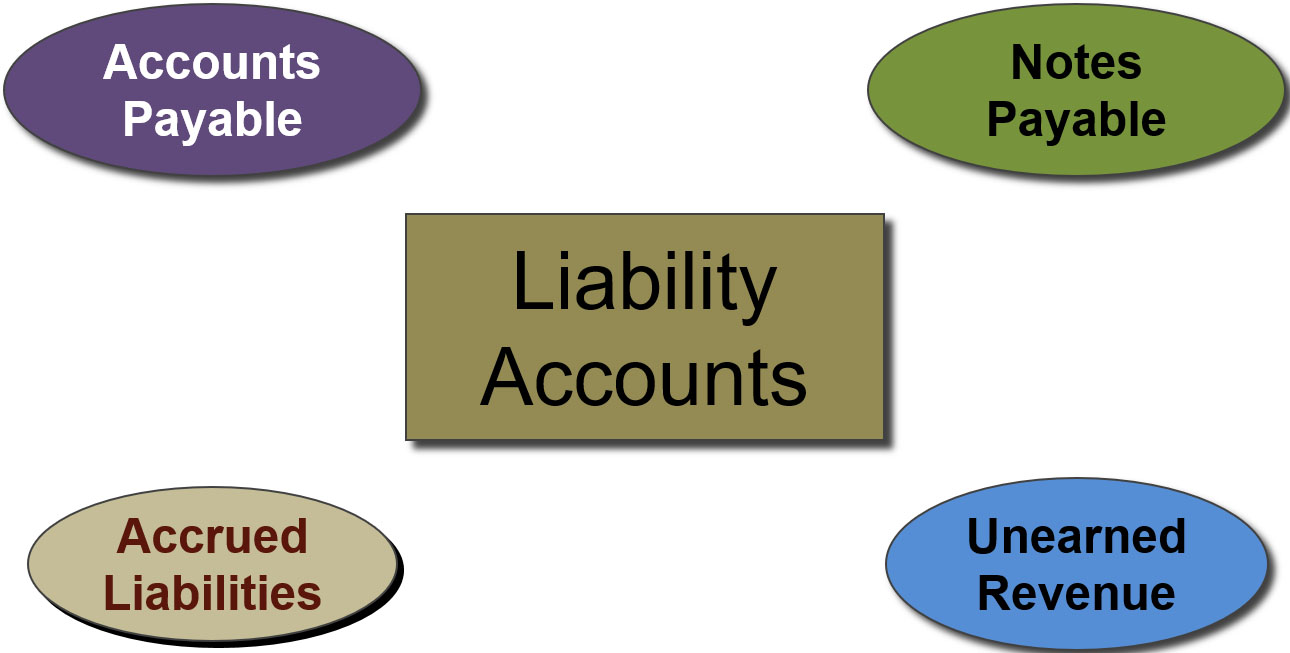 Accounts
Payable
Notes
Payable
Liability
Accounts
Accrued
Liabilities
Unearned
Revenue